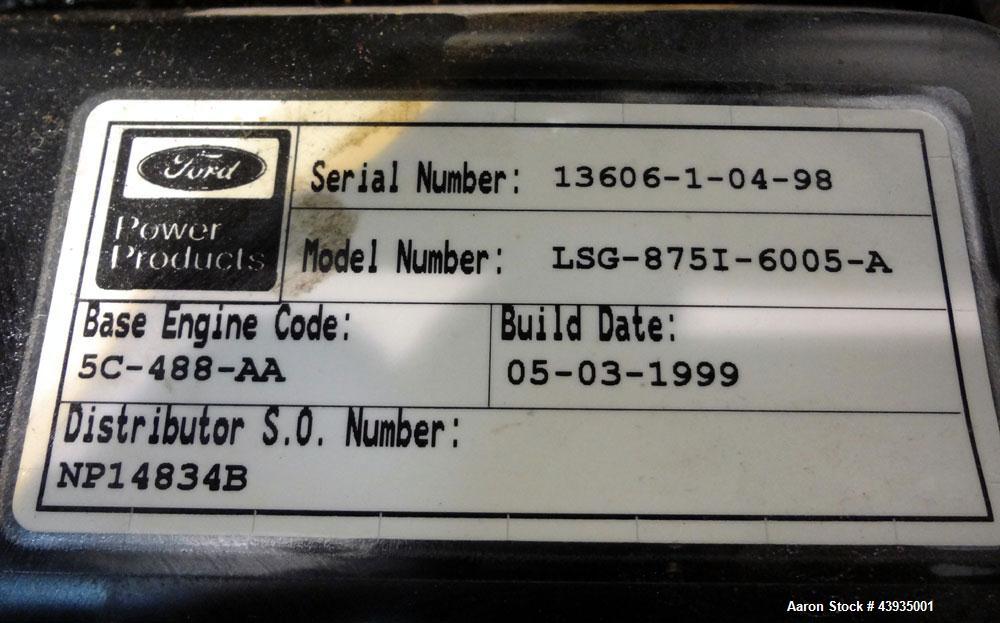 Ford
Power
Products
Serial Number: 13606-1-04-98
Model Number: LSG-875I-6005-A
Base Engine Code:
5C-488-AA
Build Date:
05-03-1999
Distributor S.O. Number:
NP14834B
Aaron Stock # 43935001